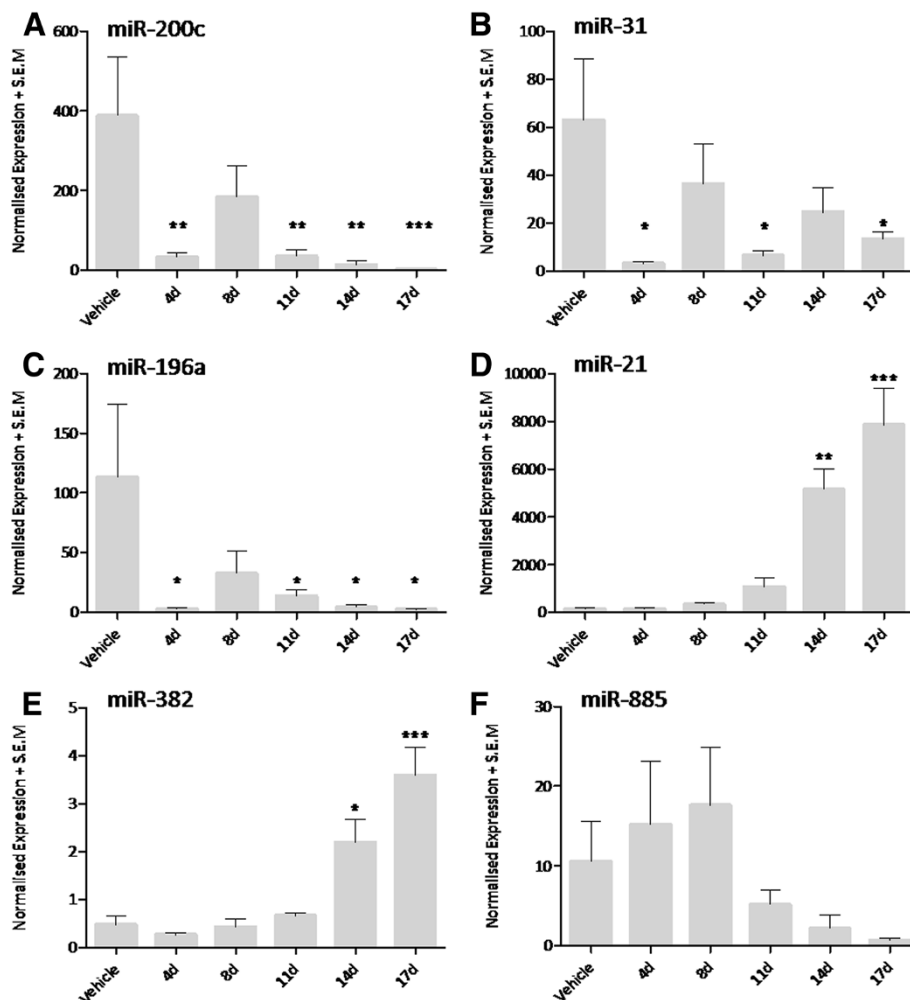 A miR-200c
Normalised Expression + S.E.M
600
400
200
0
** ** ** ***
Vehicle 4d 8d 11d 14d 17d
B miR-31
Normalised Expression + S.E.M
100
80
60
40
20
0
* * *
Vehicle 4d 8d 11d 14d 17d
C miR-196a
Normalised Expression + S.E.M
200
150
100
50
0
* * * *
Vehicle 4d 8d 11d 14d 17d
D miR-21
Normalised Expression + S.E.M
10000
8000
6000
4000
2000
0
** ***
Vehicle 4d 8d 11d 14d 17d
E miR-382
Normalised Expression + S.E.M
5
4
3
2
1
0
* ***
Vehicle 4d 8d 11d 14d 17d
F miR-885
Normalised Expression + S.E.M
30
20
10
0
Vehicle 4d 8d 11d 14d 17d